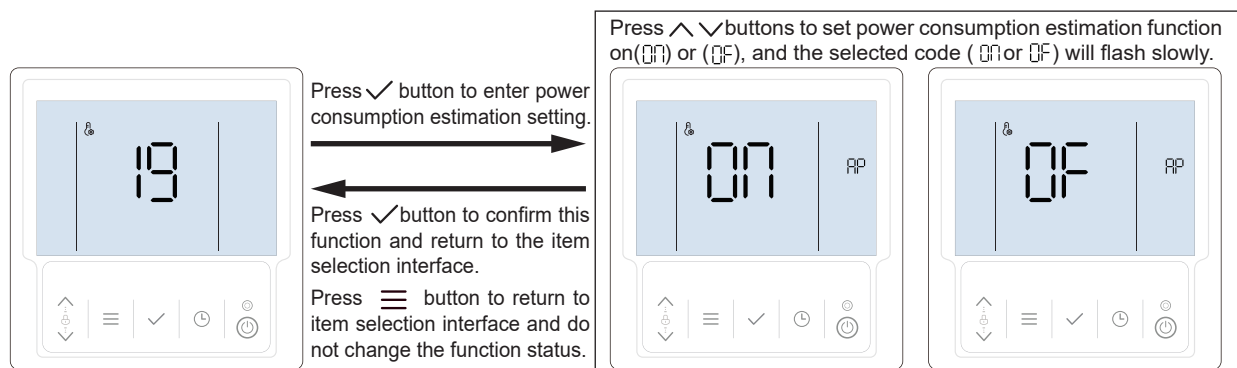 Press buttons to set power consumption estimation function
on(ON) or (OF), and the selected code ( ON or OF) will flash slowly.
Press button to enter power
consumption estimation setting.
Press button to confirm this
function and return to the item
selection interface.
Press button to return to
item selection interface and do
not change the function status.
19
ON AP
OF AP